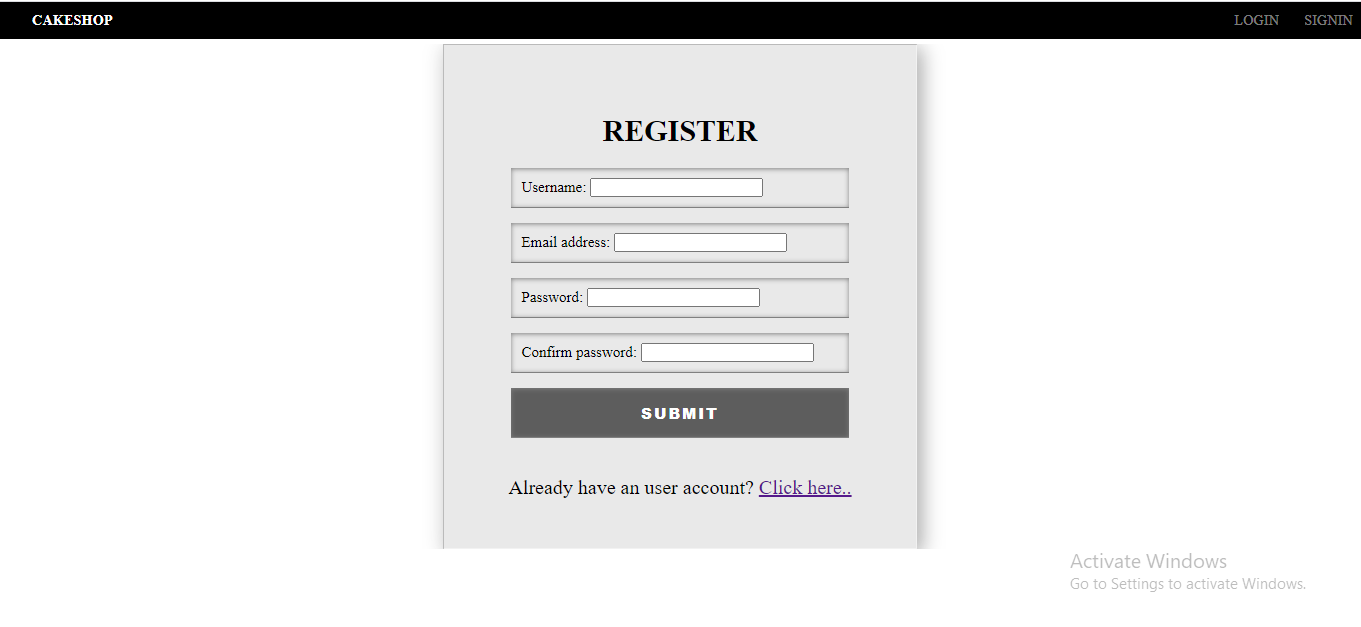 CAKESHOP LOGIN SIGNIN
REGISTER
Username:
Email address:
Password:
Confirm password:
SUBMIT
Already have an user account? Click here..
Activate Windows
Go to Settings to activate Windows.